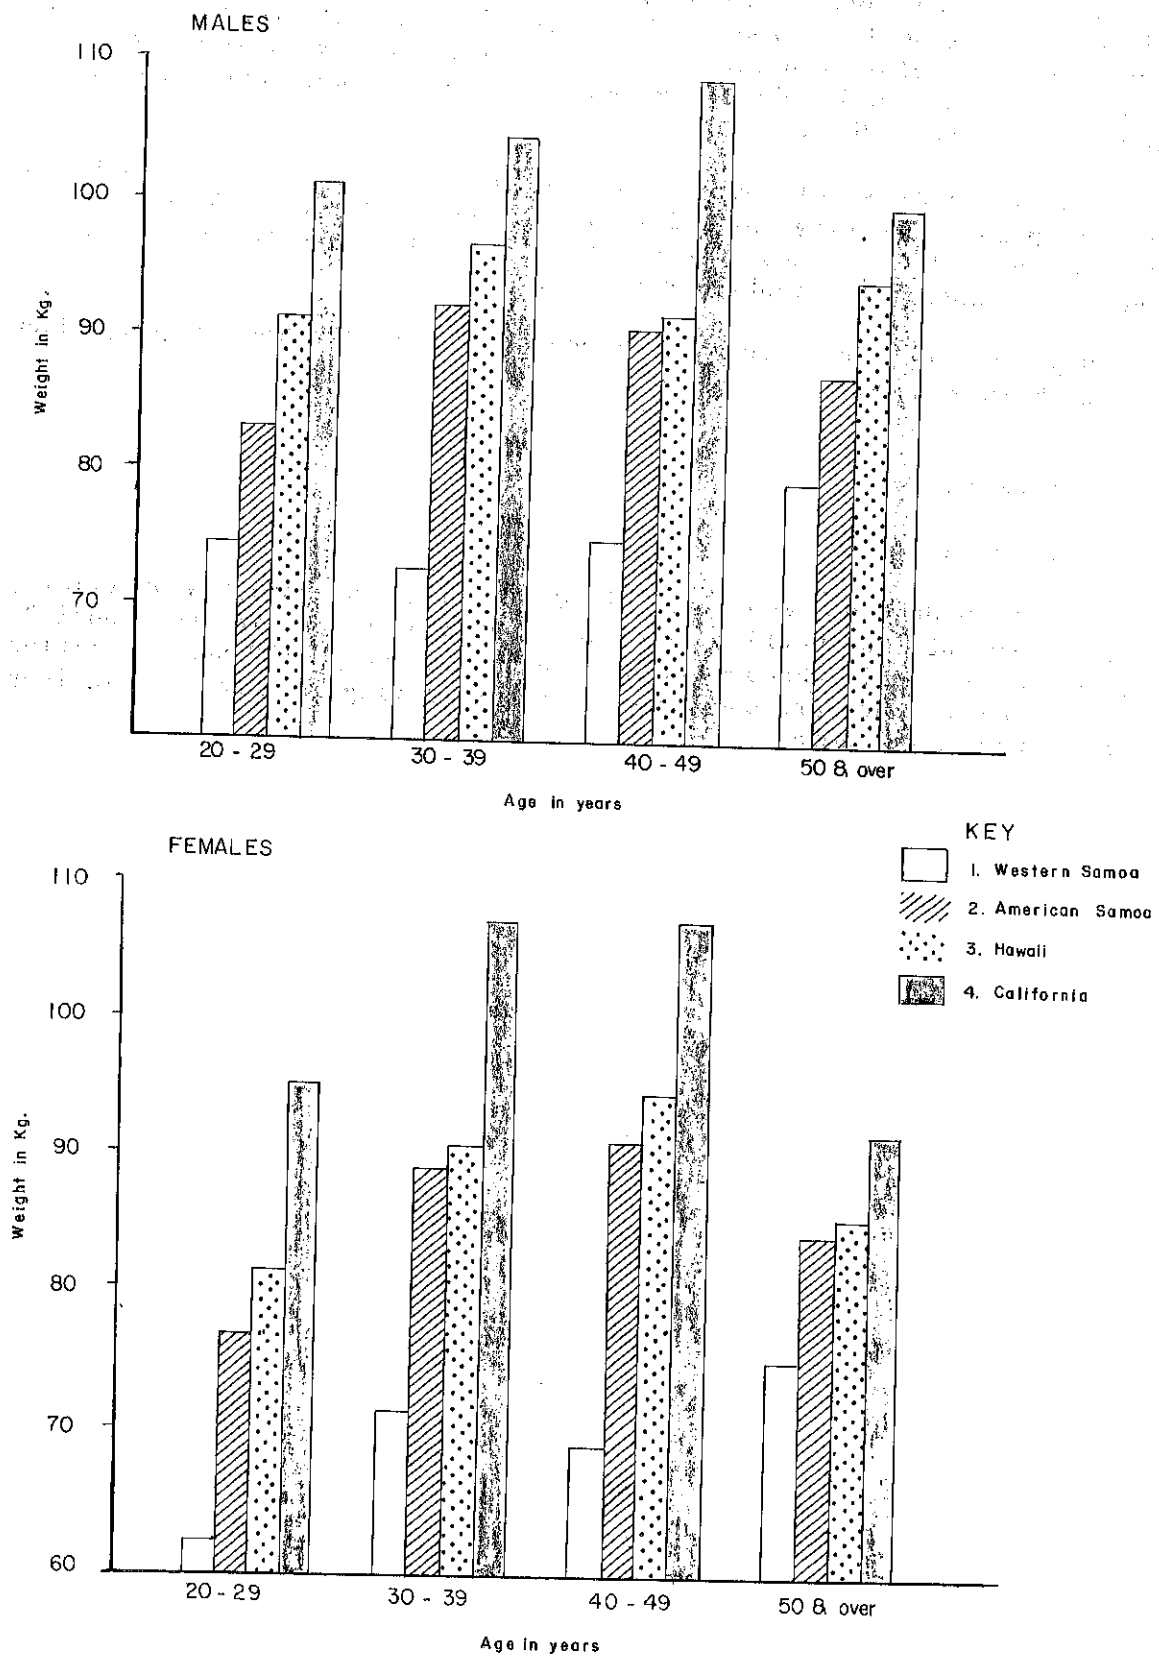 MALES
110
100
90
80
70
Weight in Kg.
20 - 29
30 - 39
40 - 49
50 & over
Age in years
FEMALES
110
100
90
80
70
60
Weight in Kg.
20 - 29
30 - 39
40 - 49
50 & over
Age in years
KEY
1. Western Samoa
2. American Samoa
3. Hawaii
4. California